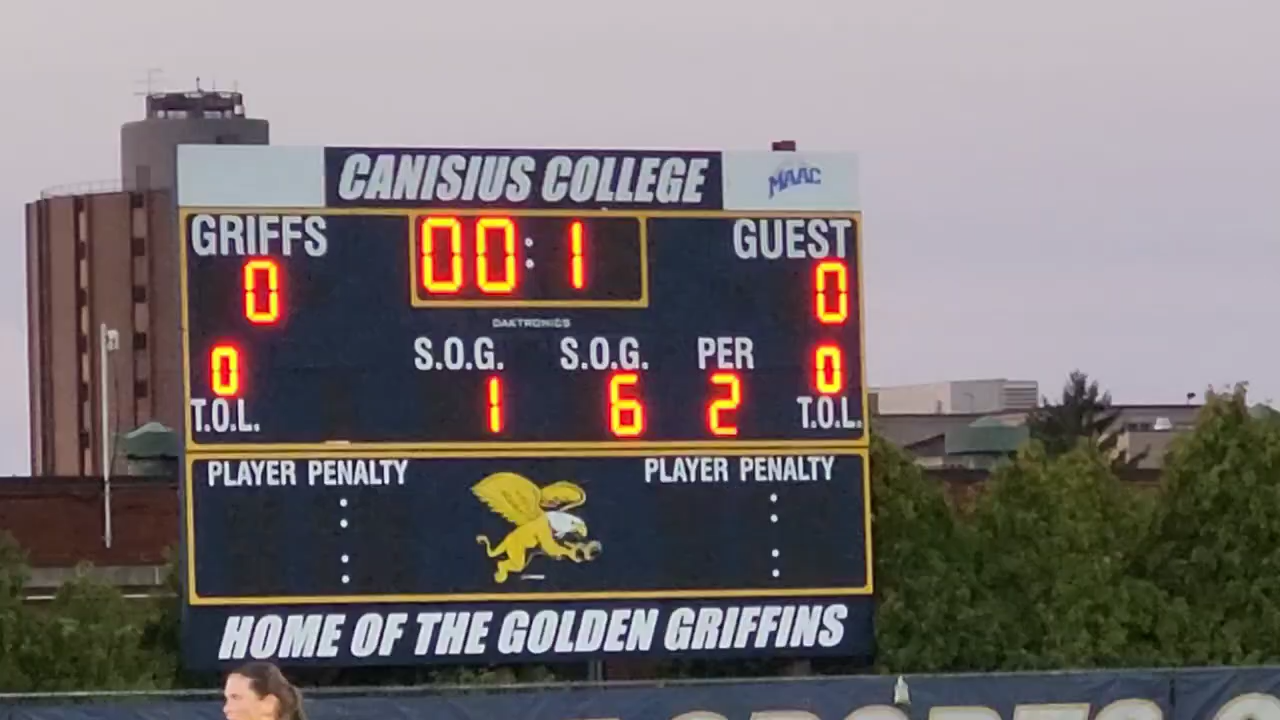 CANISIUS COLLEGE
MAAC
GRIFFS 00:1 GUEST
0 0
DAKTRONICS
S.O.G. S.O.G. PER
0 1 6 2 0
T.O.L. T.O.L.
PLAYER PENALTY PLAYER PENALTY
: :
: :
HOME OF THE GOLDEN GRIFFINS